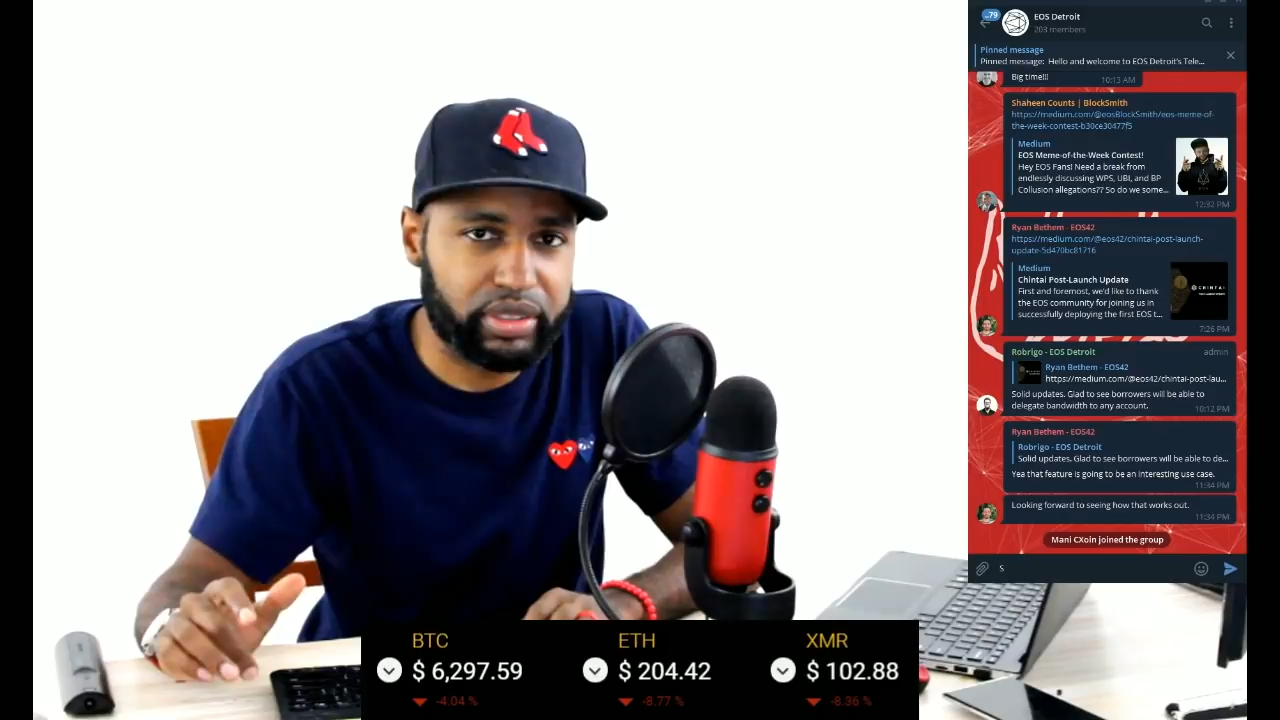 ..79
EOS Detroit
203 members
Pinned message
Pinned message: Hello and welcome to EOS Detroit's Tele...
Big time!!!
10:13 AM
Shaheen Counts | BlockSmith
https://medium.com/@eosBlockSmith/eos-meme-of-
the-week-contest-b30ce30477f5
Medium
EOS Meme-of-the-Week Contest!
Hey EOS Fans! Need a break from
endlessly discussing WPS, UBI, and BP
Collusion allegations?? So do we some...
12:32 PM
Ryan Bethem - EOS42
https://medium.com/@eos42/chintai-post-launch-
update-5d470bc81716
Medium
Chintai Post-Launch Update
First and foremost, we'd like to thank
the EOS community for joining us in
successfully deploying the first EOS t...
CHINTAI
7:26 PM
Robrigo - EOS Detroit admin
Ryan Bethem - EOS42
https://medium.com/@eos42/chintai-post-lau...
Solid updates. Glad to see borrowers will be able to
delegate bandwidth to any account.
10:12 PM
Ryan Bethem - EOS42
Robrigo - EOS Detroit
Solid updates. Glad to see borrowers will be able to de...
Yea that feature is going to be an interesting use case.
11:34 PM
Looking forward to seeing how that works out.
11:34 PM
Mani CXoin joined the group
S
BTC ETH XMR
$ 6,297.59 $ 204.42 $ 102.88
-4.04 % -8.77 % -8.36 %